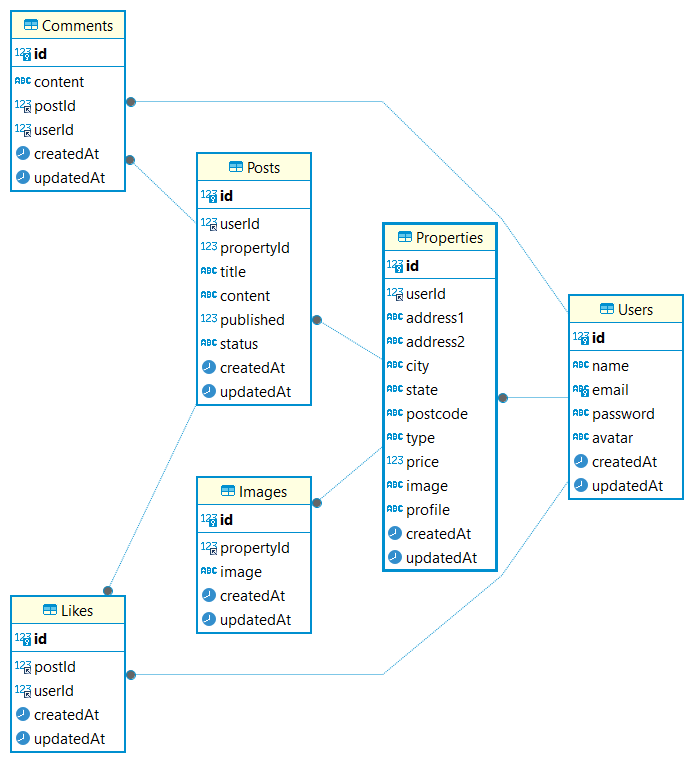 Comments
123 id
ABC content
123 postId
123 userId
createdAt
updatedAt
Posts
123 id
123 userId
123 propertyId
ABC title
ABC content
123 published
ABC status
createdAt
updatedAt
Properties
123 id
123 userId
ABC address1
ABC address2
ABC city
ABC state
ABC postcode
ABC type
123 price
ABC image
ABC profile
createdAt
updatedAt
Users
123 id
ABC name
ABC email
ABC password
ABC avatar
createdAt
updatedAt
Images
123 id
123 propertyId
ABC image
createdAt
updatedAt
Likes
123 id
123 postId
123 userId
createdAt
updatedAt